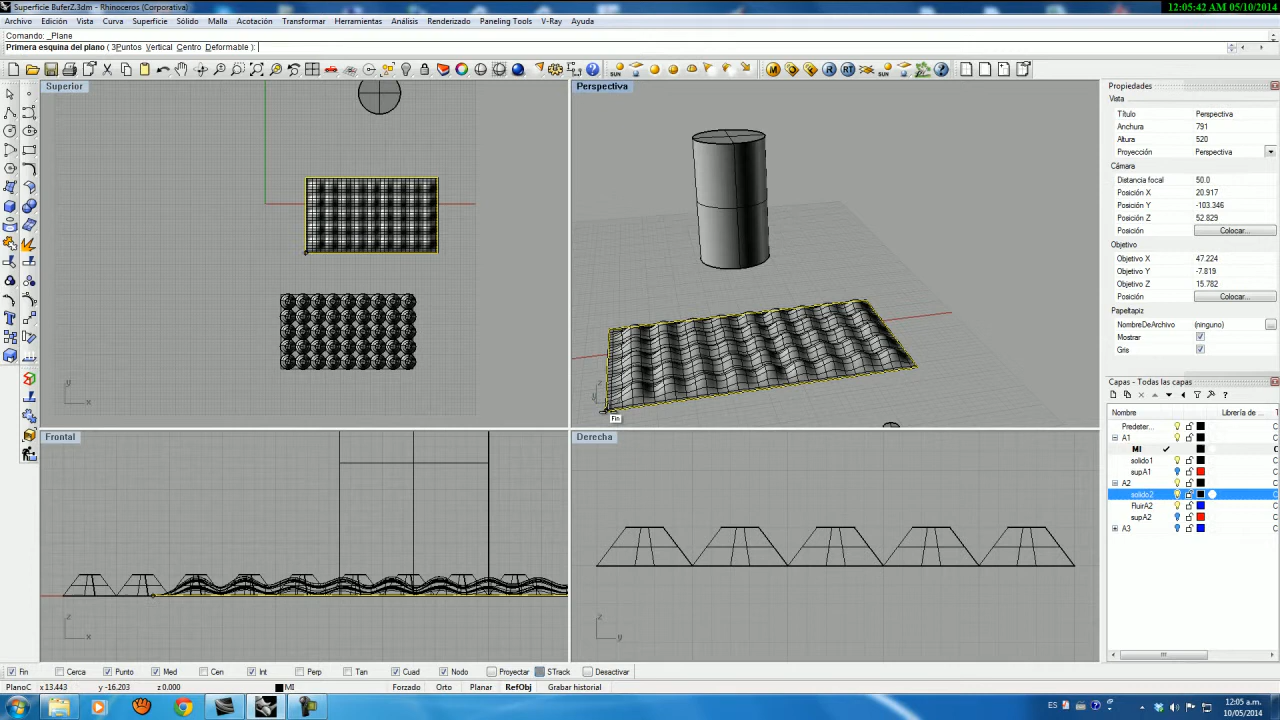 Superficie BuferZ.3dm - Rhinoceros (Corporativa)
12:05:42 AM 05/10/2014
Archivo Edición Vista Curva Superficie Sólido Malla Acotación Transformar Herramientas Análisis Renderizado Paneling Tools V-Ray Ayuda
Comando: _Plane
Primera esquina del plano ( 3Puntos Vertical Centro Deformable ):
Superior
Perspectiva
Fin
Frontal
Derecha
Propiedades
Vista
Título Perspectiva
Anchura 791
Altura 520
Proyección Perspectiva
Cámara
Distancia focal 50.0
Posición X 20.917
Posición Y -103.346
Posición Z 52.829
Posición Colocar...
Objetivo
Objetivo X 47.224
Objetivo Y -7.819
Objetivo Z 15.782
Posición Colocar...
Papeltapiz
NombreDeArchivo (ninguno)
Mostrar
Gris
Capas - Todas las capas
Nombre Librería de ...
Predeter...
A1
MI
solido1
supA1
A2
solido2
FluirA2
supA2
A3
Fin Cerca Punto Med Cen Int Perp Tan Cuad Nodo Proyectar STrack Desactivar
PlanoC x 13.443 y -16.203 z 0.000 MI Forzado Orto Planar RefObj Grabar historial
ES 12:05 a.m.
10/05/2014